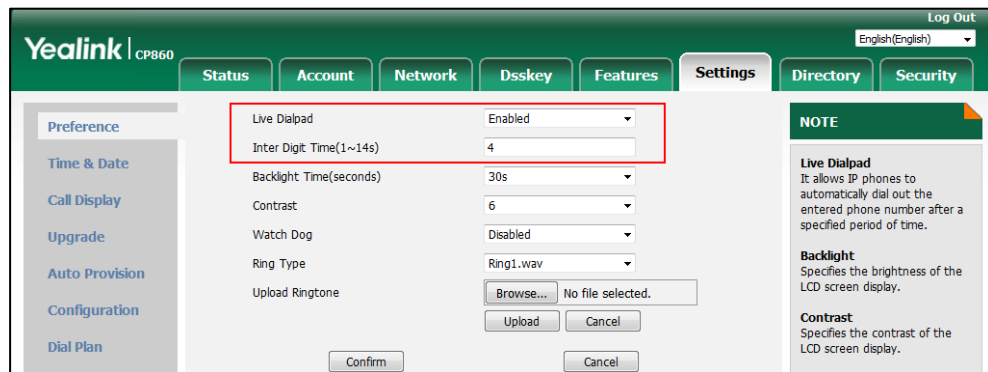 Log Out
Yealink CP860
English(English)
Status Account Network Dsskey Features Settings Directory Security
Preference
Time & Date
Call Display
Upgrade
Auto Provision
Configuration
Dial Plan
Live Dialpad Enabled
Inter Digit Time(1~14s) 4
Backlight Time(seconds) 30s
Contrast 6
Watch Dog Disabled
Ring Type Ring1.wav
Upload Ringtone Browse... No file selected.
Upload Cancel
Confirm Cancel
NOTE
Live Dialpad
It allows IP phones to
automatically dial out the
entered phone number after a
specified period of time.
Backlight
Specifies the brightness of the
LCD screen display.
Contrast
Specifies the contrast of the
LCD screen display.